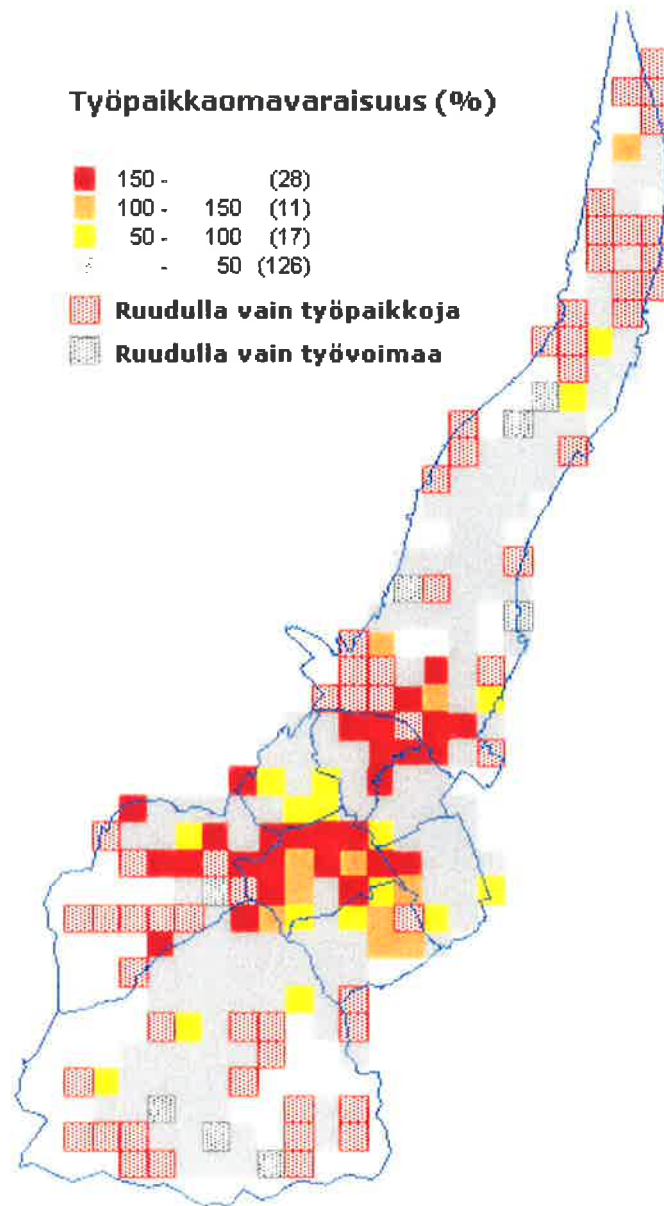 Työpaikkaomavaraisuus (%)
150 - (28)
100 - 150 (11)
50 - 100 (17)
- 50 (126)
Ruudulla vain työpaikkoja
Ruudulla vain työvoimaa